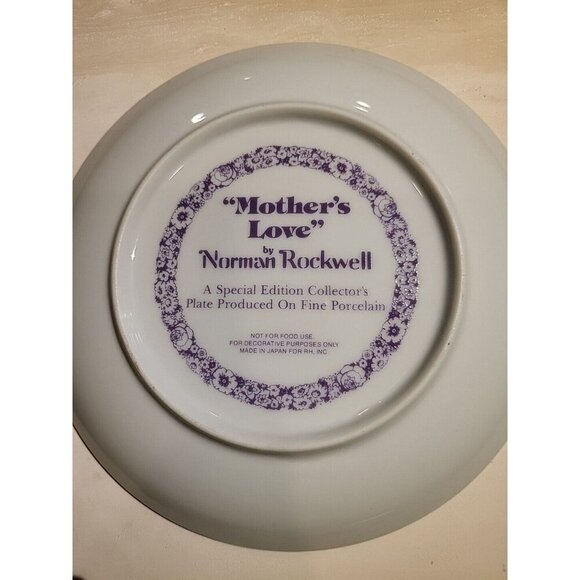 “Mother's
Love”
by
Norman Rockwell
A Special Edition Collector's
Plate Produced On Fine Porcelain
NOT FOR FOOD USE.
FOR DECORATIVE PURPOSES ONLY
MADE IN JAPAN FOR RH, INC